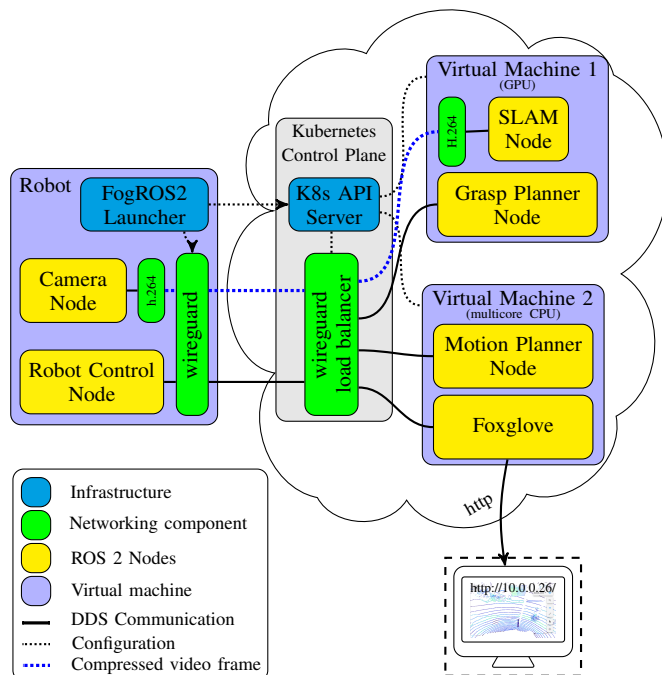 Virtual Machine 1
(GPU)
H.264
SLAM
Node
Grasp Planner
Node
Kubernetes
Control Plane
K8s API
Server
wireguard
load balancer
Robot
FogROS2
Launcher
Camera
Node
h.264
wireguard
Robot Control
Node
Virtual Machine 2
(multicore CPU)
Motion Planner
Node
Foxglove
http
http://10.0.0.26/
Infrastructure
Networking component
ROS 2 Nodes
Virtual machine
DDS Communication
Configuration
Compressed video frame